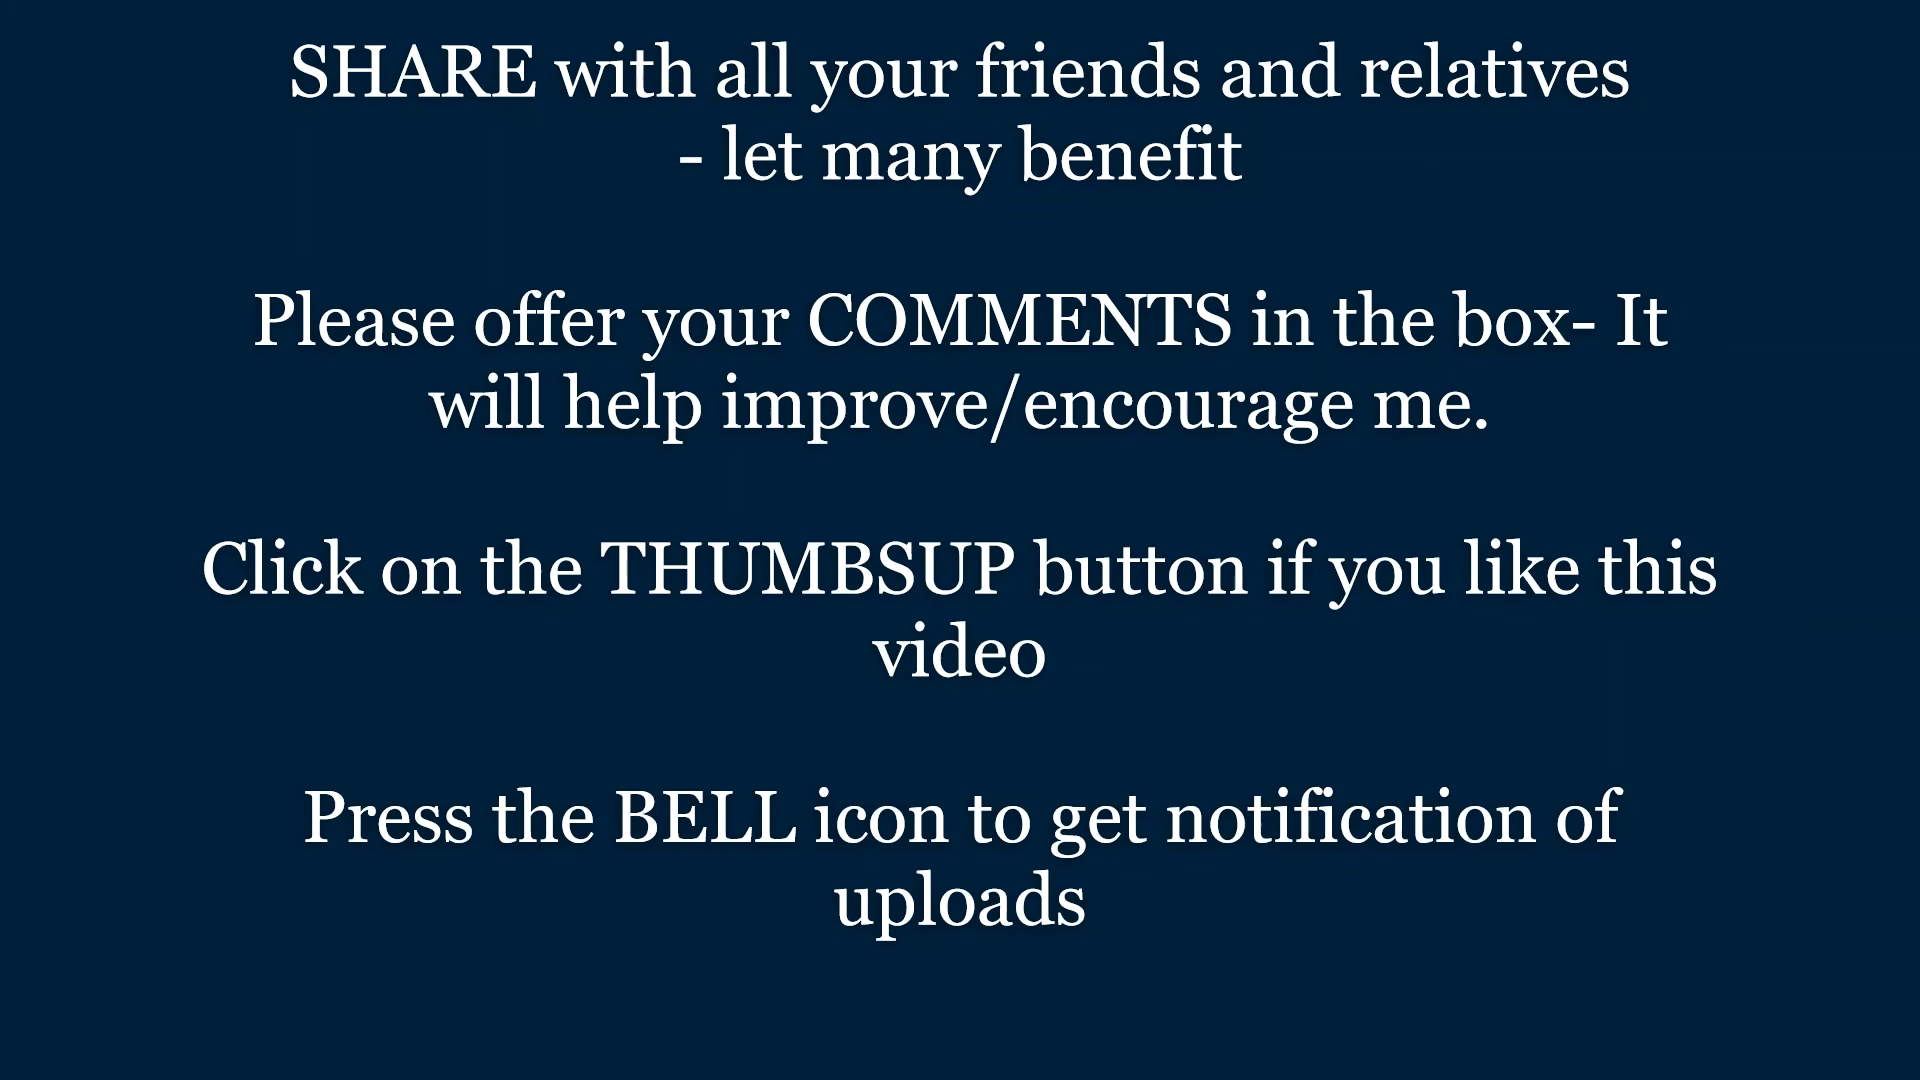 SHARE with all your friends and relatives
- let many benefit
Please offer your COMMENTS in the box- It
will help improve/encourage me.
Click on the THUMBSUP button if you like this
video
Press the BELL icon to get notification of
uploads